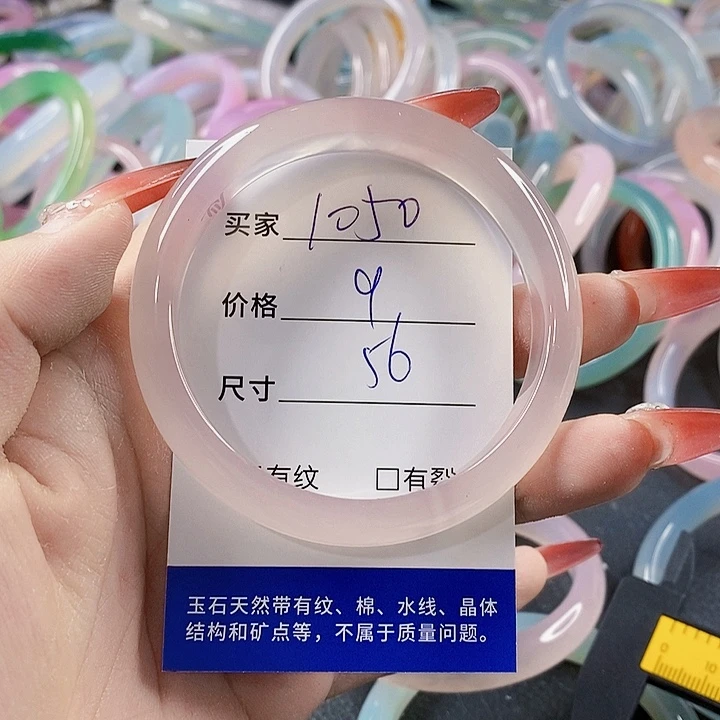 买家 1050
价格 9
尺寸 56
有纹 □有裂
玉石天然带有纹、棉、水线、晶体
结构和矿点等，不属于质量问题。
0 10